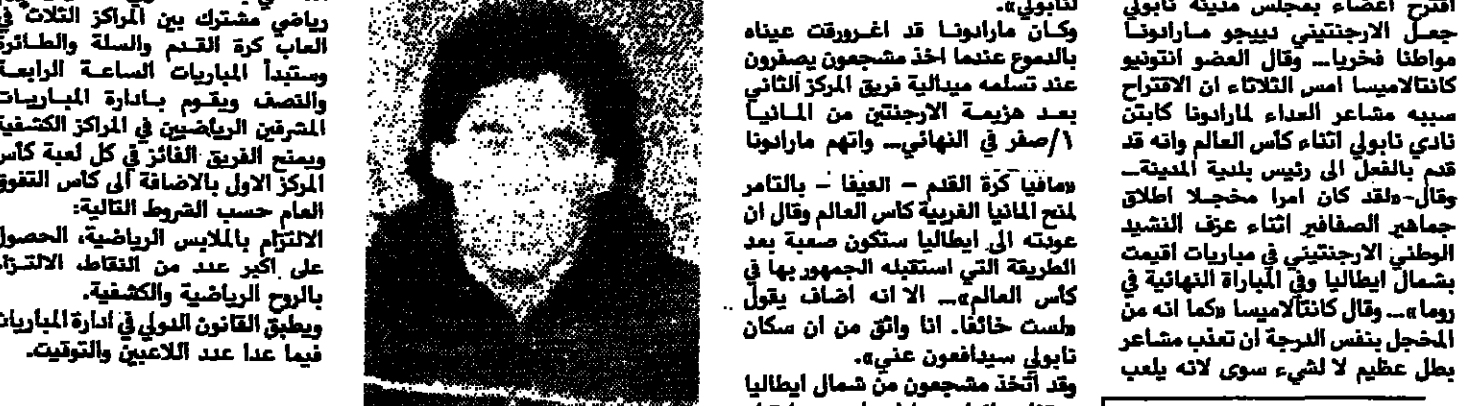 اقترح اعضاء بمجلس مدينة نابولي
جعل الارجنتيني دييجو مارادونا
مواطنا فخريا... وقال العضو انتونيو
كانتالاميسا امس الثلاثاء ان الاقتراح
سببه مشاعر العداء لمارادونا كابتن
نادي نابولي اثناء كأس العالم وانه قد
قدم بالفعل الى رئيس بلدية المدينة...
وقال-«لقد كان امرا مخجلا اطلاق
جماهير الصفافير اثناء عزف النشيد
الوطني الارجنتيني في مباريات اقيمت
بشمال ايطاليا وفي المباراة النهائية في
روما»... وقال كانتالاميسا «كما انه من
المخجل بنفس الدرجة ان تعذب مشاعر
بطل عظيم لا لشيء سوى لانه يلعب
لنابولي».
وكان مارادونا قد اغرورقت عيناه
بالدموع عندما اخذ مشجعون يصفرون
عند تسلمه ميدالية فريق المركز الثاني
بعد هزيمة الارجنتين من المانيا
١/صفر في النهائي... واتهم مارادونا
«مافيا كرة القدم – الفيفا – بالتامر
لمنح المانيا الغربية كأس العالم وقال ان
عودته الى ايطاليا ستكون صعبة بعد
الطريقة التي استقبله الجمهور بها في
كأس العالم»... الا انه اضاف يقول
«لست خائفا. انا واثق من ان سكان
نابولي سيدافعون عني».
وقد اتخذ مشجعون من شمال ايطاليا
رياضي مشترك بين المراكز الثلاث في
العاب كرة القدم والسلة والطائرة
وستبدأ المباريات الساعة الرابعة
والنصف ويقوم بادارة المباريات
المشرفين الرياضيين في المراكز الكشفية
ويمنح الفريق الفائز في كل لعبة كأس
المركز الاول بالاضافة الى كاس التفوق
العام حسب الشروط التالية:
الالتزام بالملابس الرياضية، الحصول
على اكبر عدد من النقاط، الالتزام
بالروح الرياضية والكشفية.
ويطبق القانون الدولي في ادارة المباريات
فيما عدا عدد اللاعبين والتوقيت.